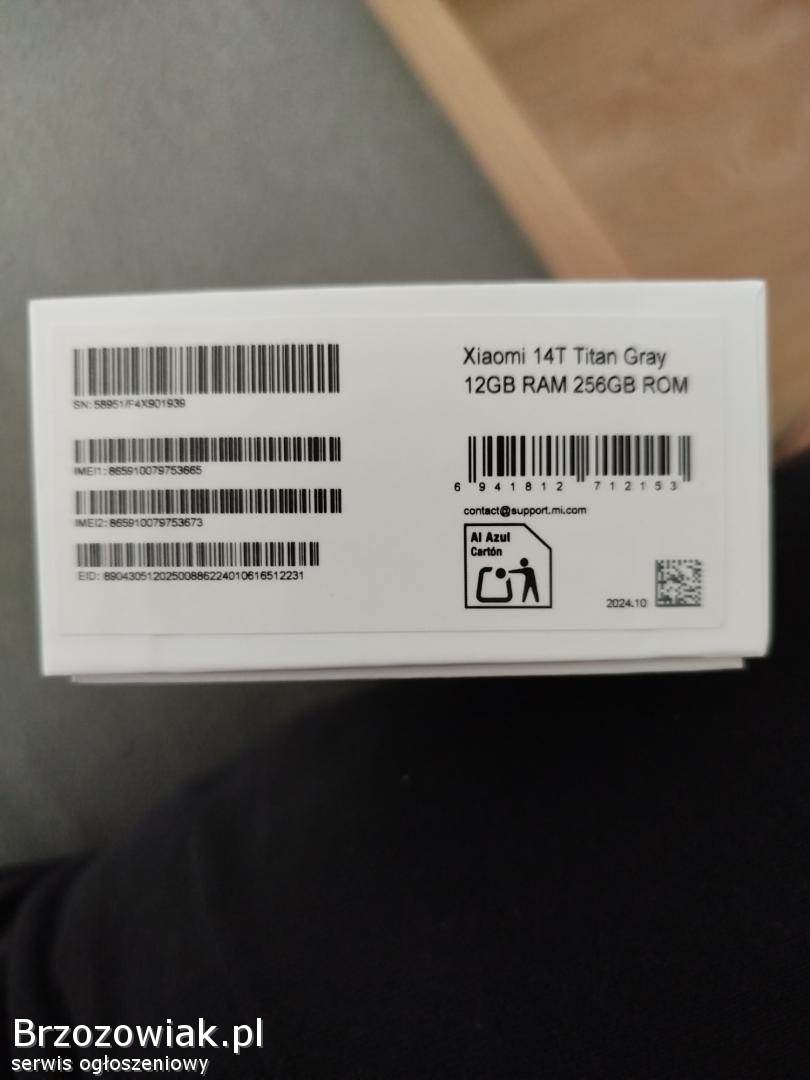 SN: 58951/F4X901939
IMEI1: 865910079753665
IMEI2: 865910079753673
EID: 89043051202500886224010616512231
Xiaomi 14T Titan Gray
12GB RAM 256GB ROM
6 941812 712153
contact@support.mi.com
Al Azul
Cartón
2024.10
Brzozowiak.pl
serwis ogłoszeniowy